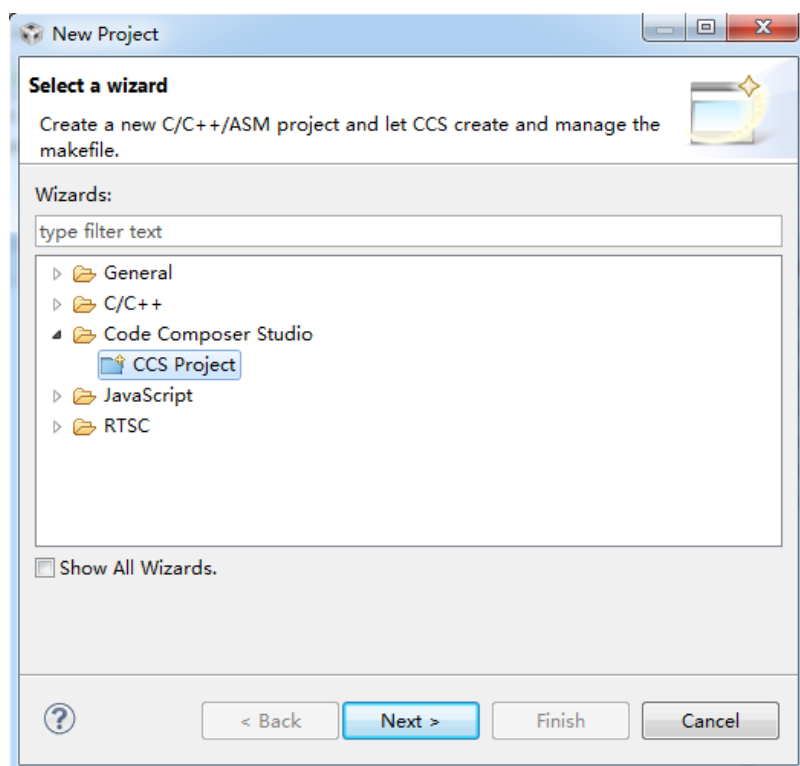 New Project
Select a wizard
Create a new C/C++/ASM project and let CCS create and manage the
makefile.
Wizards:
type filter text
General
C/C++
Code Composer Studio
CCS Project
JavaScript
RTSC
Show All Wizards.
? < Back Next > Finish Cancel